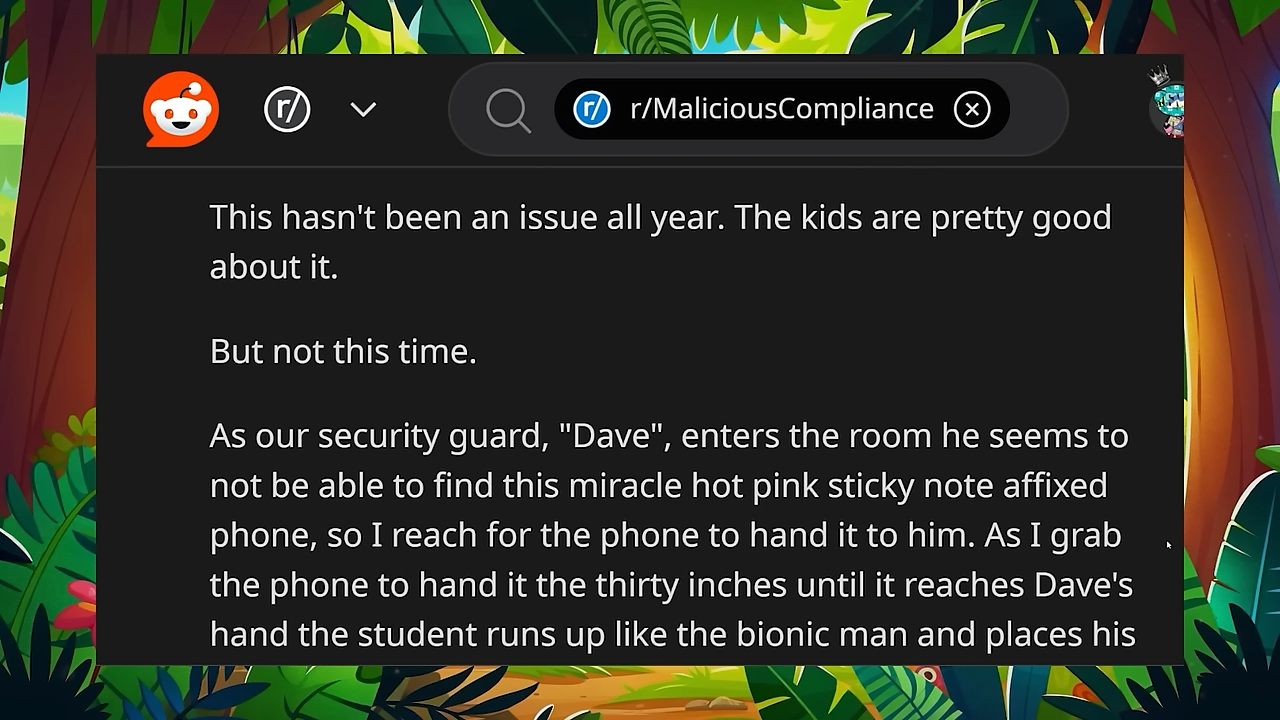 r/ r/ r/MaliciousCompliance
This hasn't been an issue all year. The kids are pretty good
about it.
But not this time.
As our security guard, "Dave", enters the room he seems to
not be able to find this miracle hot pink sticky note affixed
phone, so I reach for the phone to hand it to him. As I grab
the phone to hand it the thirty inches until it reaches Dave's
hand the student runs up like the bionic man and places his